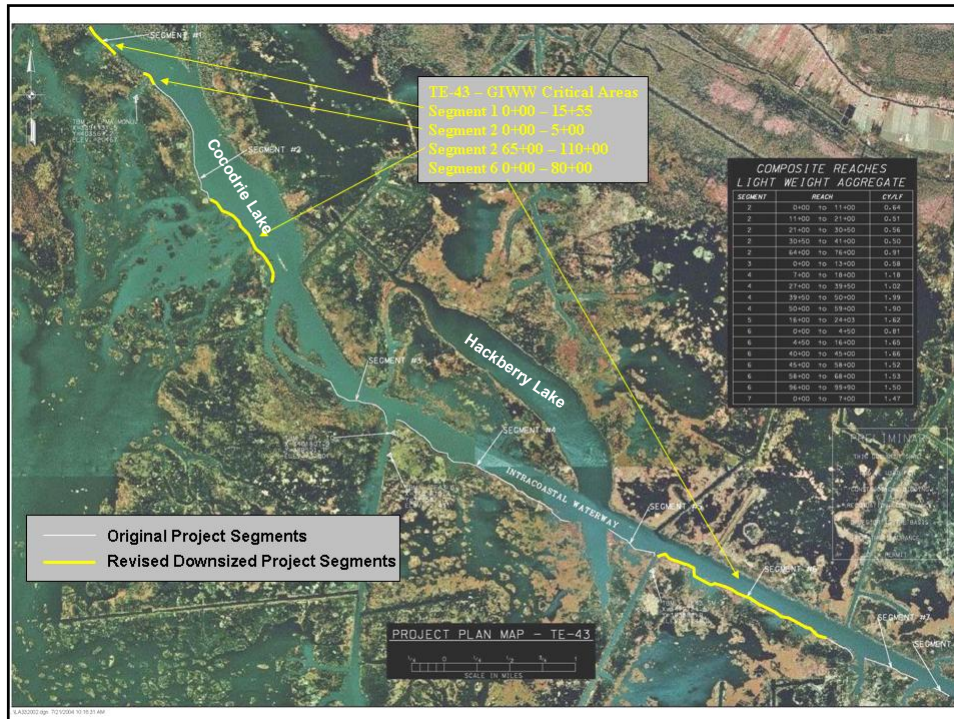 SEGMENT #1
TE-43 – GIWW Critical Areas
Segment 1 0+00 – 15+55
Segment 2 0+00 – 5+00
Segment 2 65+00 – 110+00
Segment 6 0+00 – 80+00
SEGMENT #2
Cocodrie Lake
COMPOSITE REACHES
LIGHT WEIGHT AGGREGATE
SEGMENT REACH CY/LF
2 0+00 to 11+00 0.64
2 11+00 to 21+00 0.51
2 21+00 to 30+50 0.56
2 30+50 to 41+00 0.50
2 64+00 to 76+00 0.91
3 0+00 to 13+00 0.58
4 7+00 to 18+00 1.18
4 27+00 to 39+50 1.02
4 39+50 to 50+00 1.99
4 50+00 to 59+00 1.90
5 16+00 to 24+03 1.62
6 0+00 to 4+50 0.81
6 4+50 to 16+00 1.65
6 40+00 to 45+00 1.66
6 45+00 to 58+00 1.52
6 58+00 to 68+00 1.53
6 96+00 to 99+90 1.50
7 0+00 to 7+00 1.47
Hackberry Lake
SEGMENT #3
SEGMENT #4
INTRACOASTAL WATERWAY
SEGMENT #5
SEGMENT #6
SEGMENT #7
SEGMENT
PRELIMINAR
Original Project Segments
Revised Downsized Project Segments
PROJECT PLAN MAP - TE-43
SCALE IN MILES